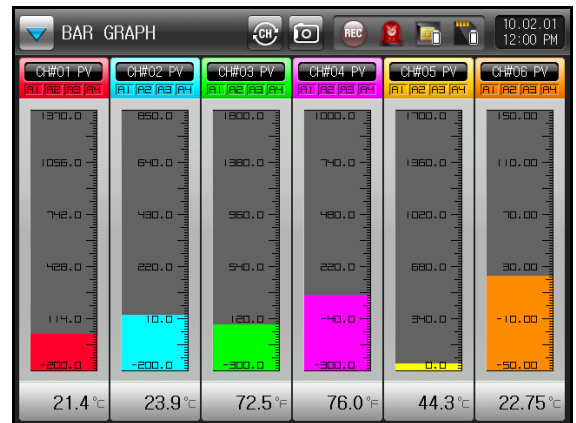 BAR GRAPH CH REC 10.02.01
12:00 PM
CH#01 PV CH#02 PV CH#03 PV CH#04 PV CH#05 PV CH#06 PV
A1 A2 A3 A4 A1 A2 A3 A4 A1 A2 A3 A4 A1 A2 A3 A4 A1 A2 A3 A4 A1 A2 A3 A4
1370.0 850.0 1800.0 1000.0 1700.0 150.00
1056.0 640.0 1380.0 740.0 1360.0 110.00
742.0 430.0 960.0 480.0 1020.0 70.00
428.0 220.0 540.0 220.0 680.0 30.00
114.0 10.0 120.0 -40.0 340.0 -10.00
-200.0 -200.0 -300.0 -300.0 0.0 -50.00
21.4℃ 23.9℃ 72.5℉ 76.0℉ 44.3℃ 22.75℃